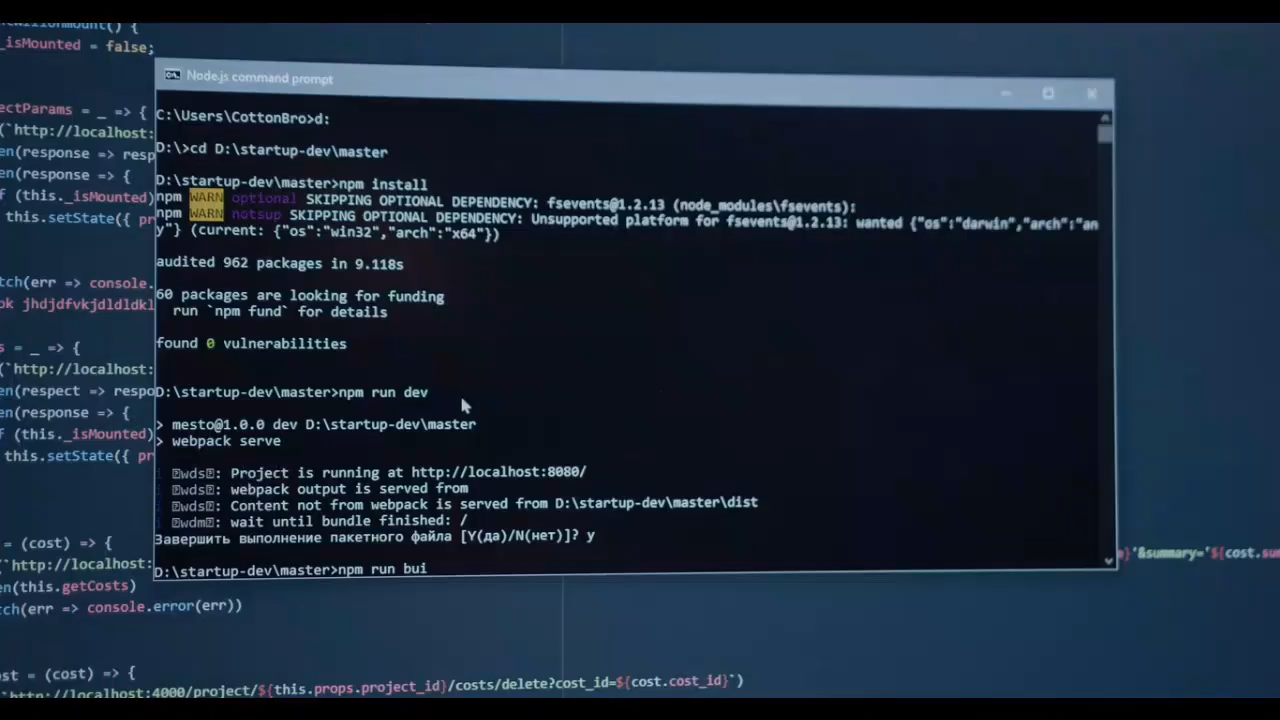 _isMounted = false;
Node.js command prompt
C:\Users\CottonBro>d:
D:\>cd D:\startup-dev\master
D:\startup-dev\master>npm install
npm WARN optional SKIPPING OPTIONAL DEPENDENCY: fsevents@1.2.13 (node_modules\fsevents):
npm WARN notsup SKIPPING OPTIONAL DEPENDENCY: Unsupported platform for fsevents@1.2.13: wanted {"os":"darwin","arch":"an
y"} (current: {"os":"win32","arch":"x64"})
audited 962 packages in 9.118s
60 packages are looking for funding
run `npm fund` for details
found 0 vulnerabilities
D:\startup-dev\master>npm run dev
> mesto@1.0.0 dev D:\startup-dev\master
> webpack serve
i ⍰wds⍰: Project is running at http://localhost:8080/
i ⍰wds⍰: webpack output is served from
i ⍰wds⍰: Content not from webpack is served from D:\startup-dev\master\dist
i ⍰wdm⍰: wait until bundle finished: /
Завершить выполнение пакетного файла [Y(да)/N(нет)]? y
D:\startup-dev\master>npm run bui
ectParams = _ => {
(`http://localhost:
en(response => resp
en(response => {
f (this._isMounted)
this.setState({ pr
tch(err => console.
ok jhdjdfvkjdldldkl
s = _ => {
(`http://localhost:
en(respect => respo
en(response => {
f (this._isMounted)
this.setState({ pr
= (cost) => {
(`http://localhost: e}'&summary='${cost.sum
en(this.getCosts)
tch(err => console.error(err))
ost = (cost) => {
(`http://localhost:4000/project/${this.props.project_id}/costs/delete?cost_id=${cost.cost_id}`)